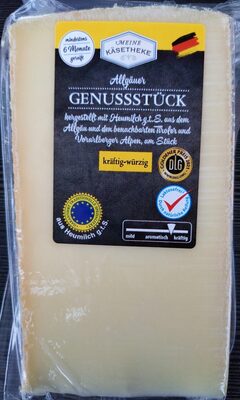 mindestens
6 Monate
gereift
MEINE
KÄSETHEKE
Allgäuer
GENUSSSTÜCK
hergestellt mit Heumilch g.t.S. aus dem
Allgäu und den benachbarten Tiroler und
Vorarlberger Alpen, am Stück
kräftig-würzig
DLG
aus Heumilch g.t.S.
mild
aromatisch
kräftig